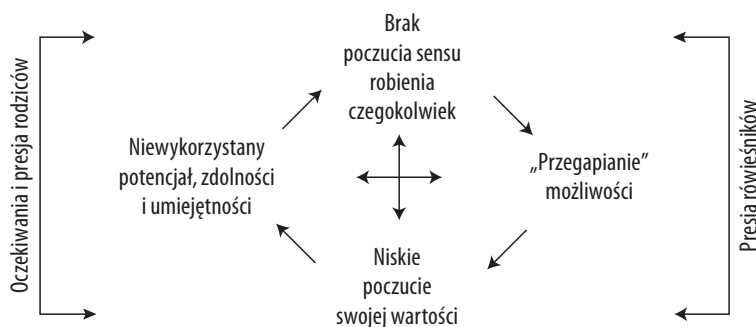 Oczekiwania i presja rodziców
Brak
poczucia sensu
robienia
czegokolwiek
Niewykorzystany
potencjał, zdolności
i umiejętności
„Przegapianie”
możliwości
Niskie
poczucie
swojej wartości
Presja rówieśników